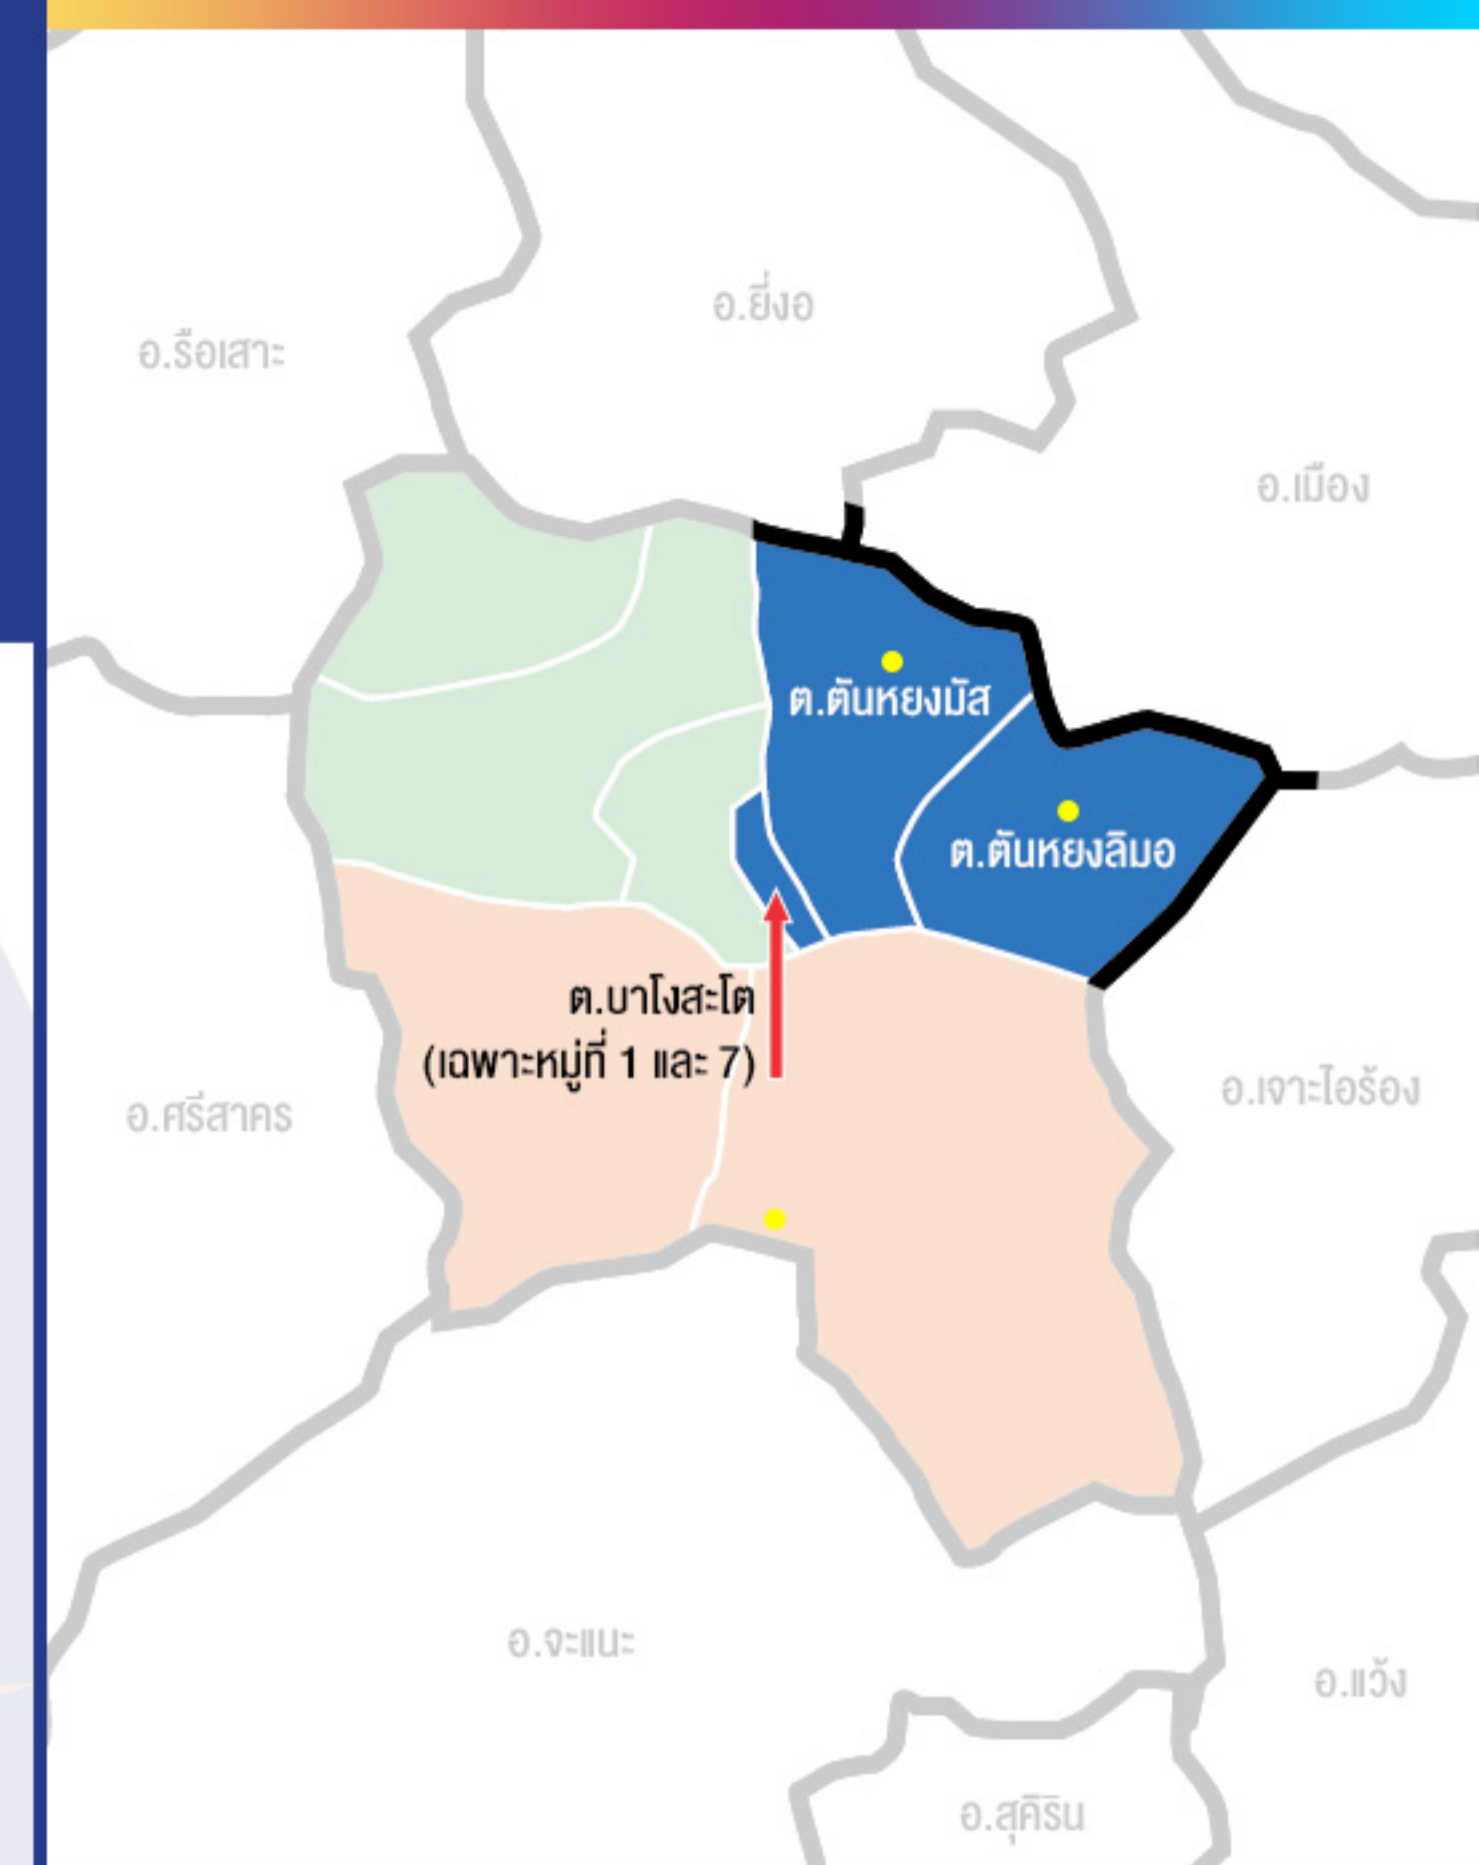 อ.ยี่งอ
อ.รือเสาะ
อ.เมือง
ต.ตันหยงมัส
ต.ตันหยงลิมอ
ต.บาโงสะโต
(เฉพาะหมู่ที่ 1 และ 7)
อ.เจาะไอร้อง
อ.ศรีสาคร
อ.จะแนะ
อ.แว้ง
อ.สุคิริน